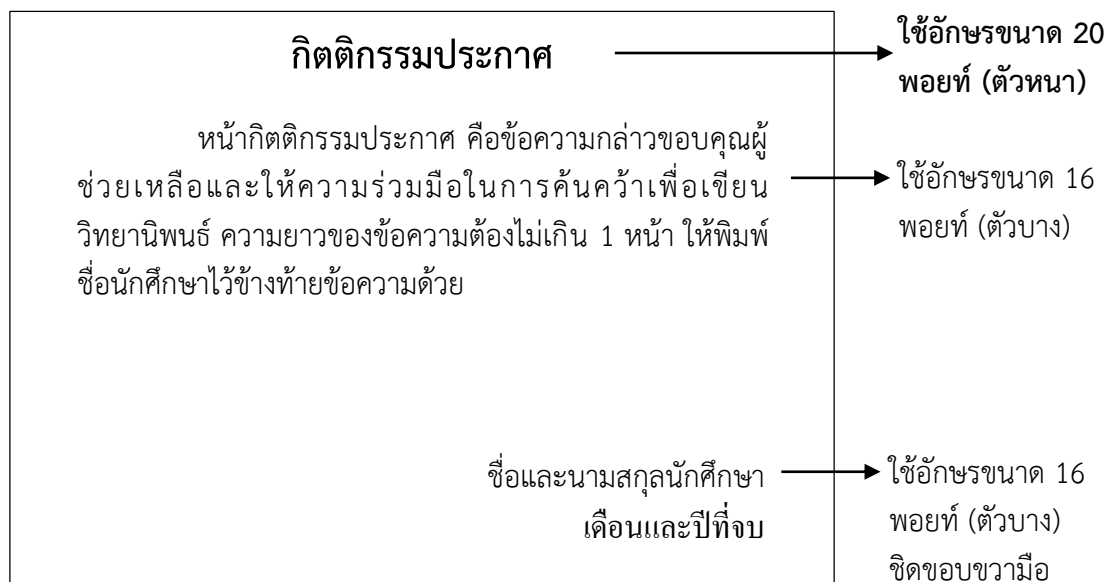 กิตติกรรมประกาศ
ใช้อักษรขนาด 20
พอยท์ (ตัวหนา)
หน้ากิตติกรรมประกาศ คือข้อความกล่าวขอบคุณผู้
ช่วยเหลือและให้ความร่วมมือในการค้นคว้าเพื่อเขียน
วิทยานิพนธ์ ความยาวของข้อความต้องไม่เกิน 1 หน้า ให้พิมพ์
ชื่อนักศึกษาไว้ข้างท้ายข้อความด้วย
ใช้อักษรขนาด 16
พอยท์ (ตัวบาง)
ชื่อและนามสกุลนักศึกษา
เดือนและปีที่จบ
ใช้อักษรขนาด 16
พอยท์ (ตัวบาง)
ชิดขอบขวามือ